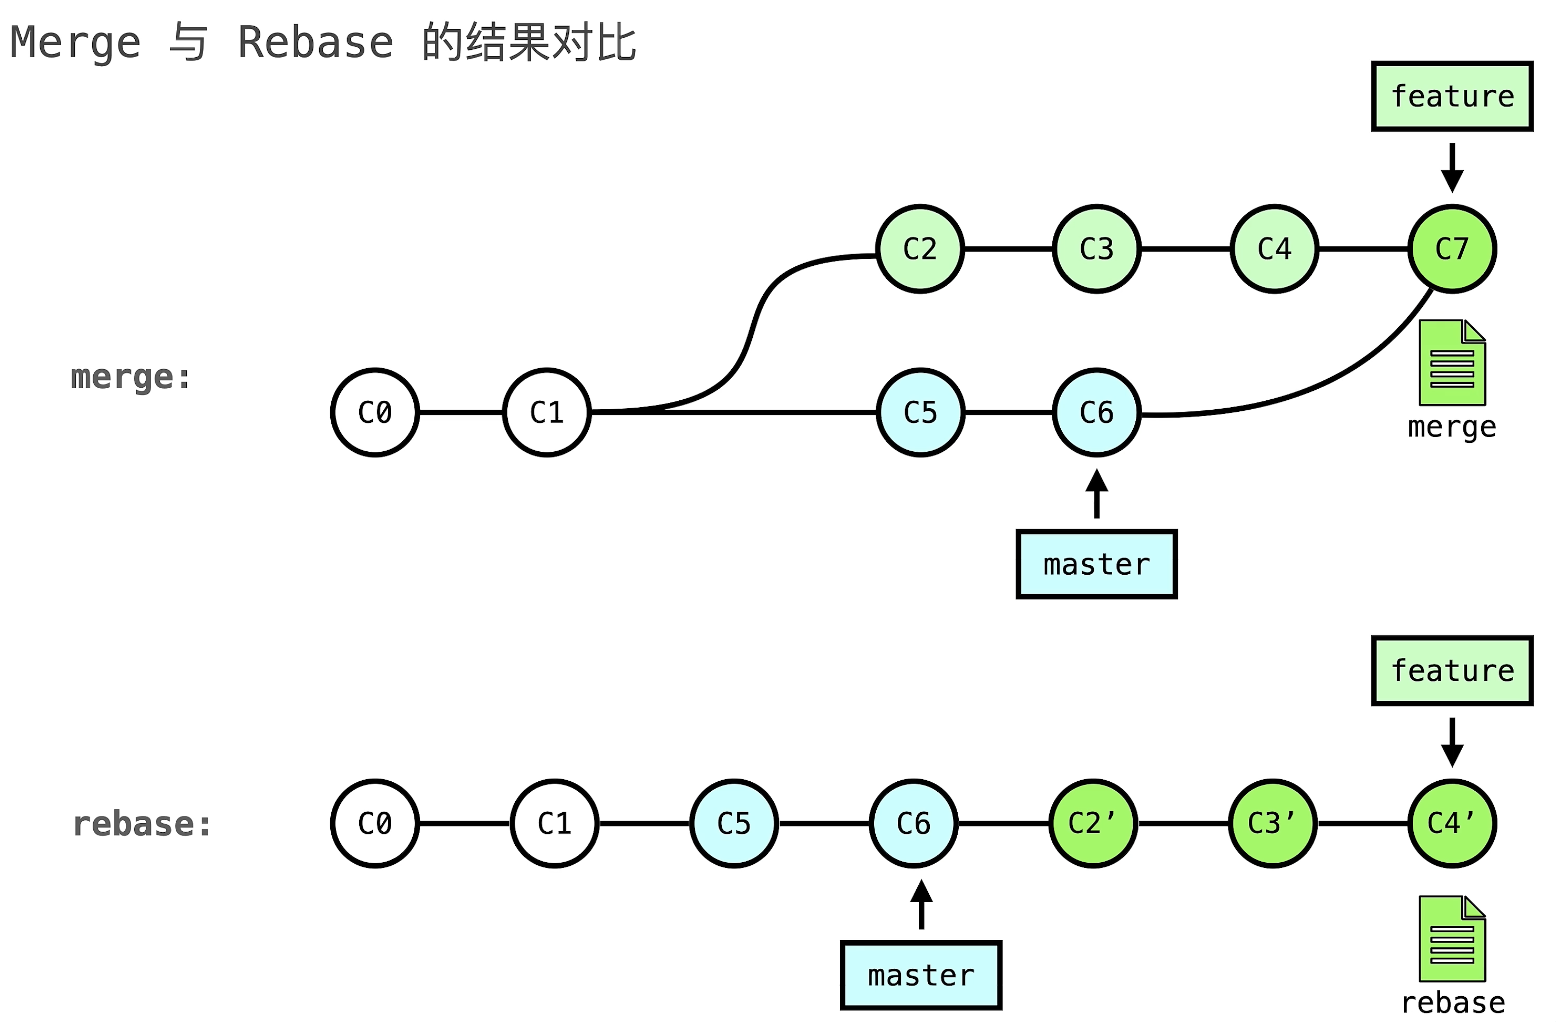 Merge 与 Rebase 的结果对比
feature
C2 C3 C4 C7
merge:
C0 C1 C5 C6
merge
master
feature
rebase:
C0 C1 C5 C6 C2’ C3’ C4’
master
rebase